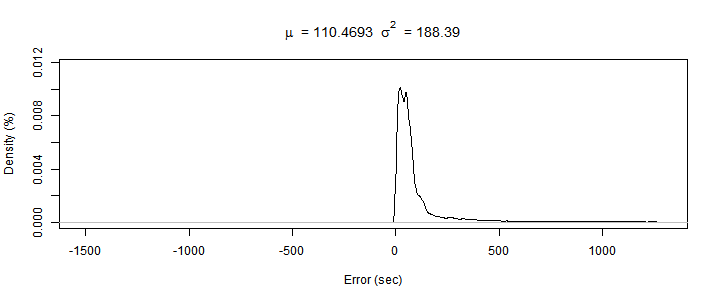 μ = 110.4693 σ² = 188.39
0.012
0.008
0.004
0.000
Density (%)
-1500 -1000 -500 0 500 1000
Error (sec)